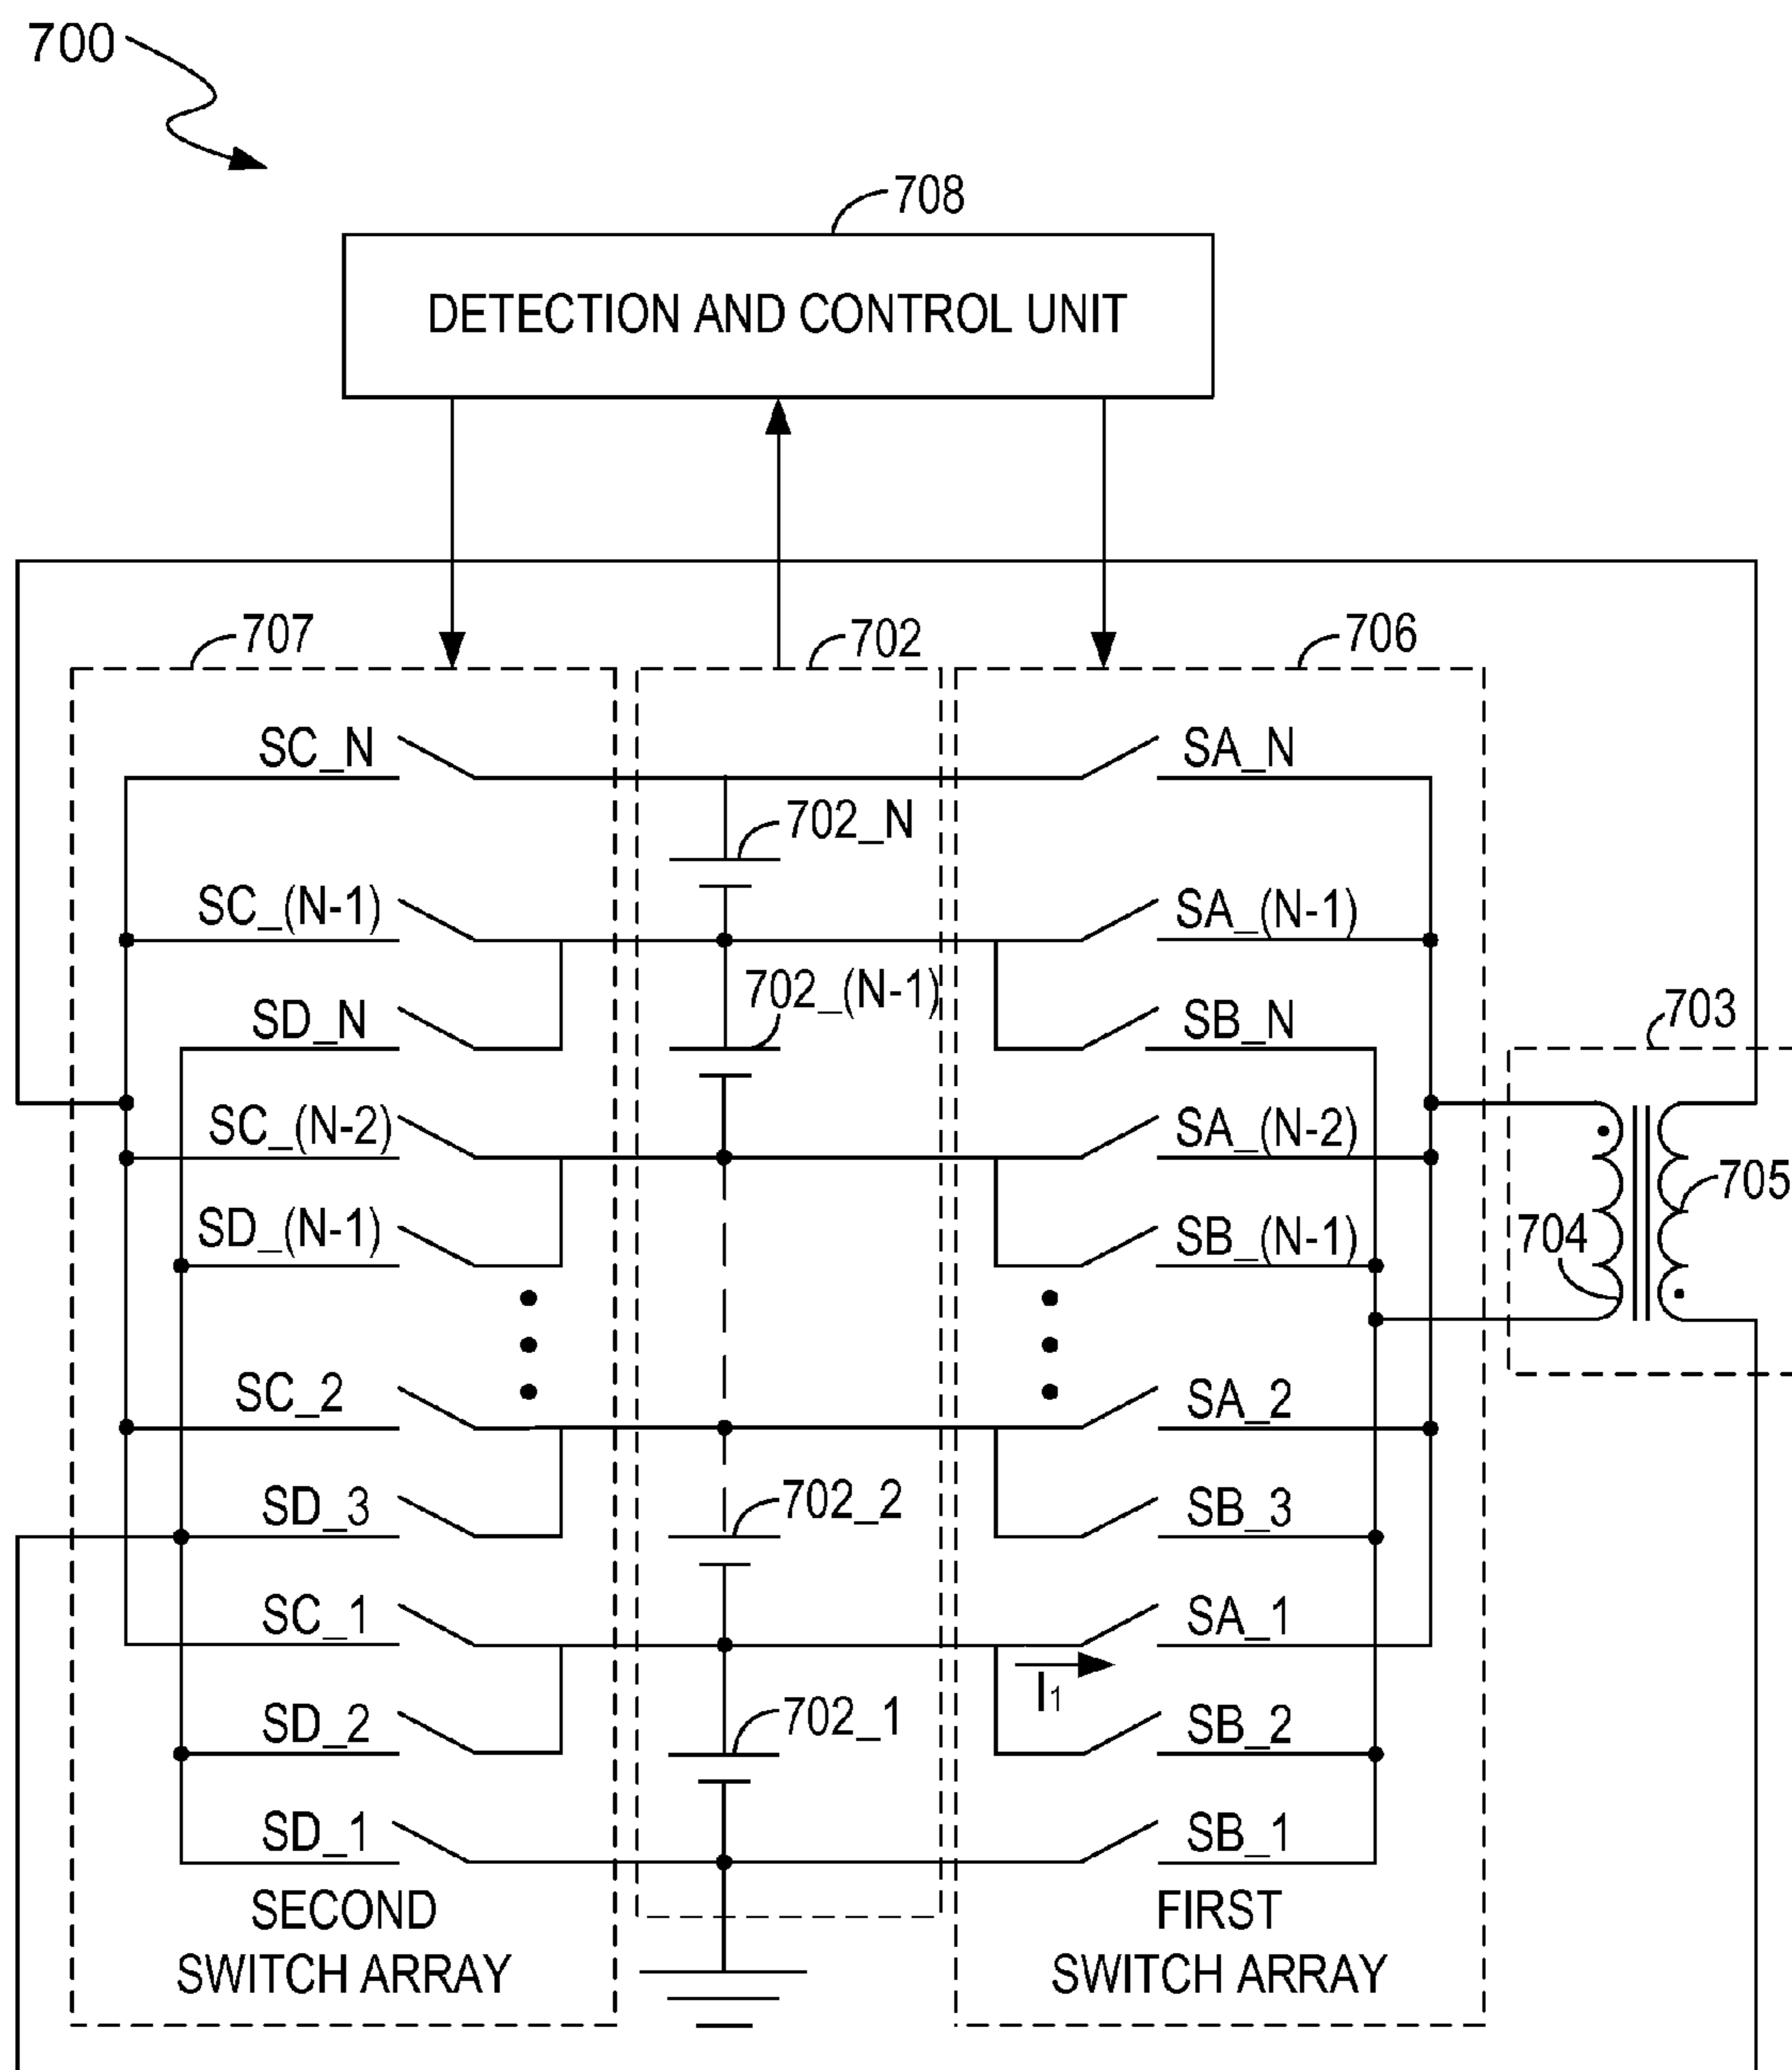 700
708
DETECTION AND CONTROL UNIT
707
702
706
SC_N
SA_N
702_N
SC_(N-1)
SA_(N-1)
702_(N-1)
SD_N
SB_N
703
SC_(N-2)
SA_(N-2)
705
SD_(N-1)
SB_(N-1)
704
SC_2
SA_2
SD_3
702_2
SB_3
SC_1
SA_1
I1
SD_2
702_1
SB_2
SD_1
SB_1
SECOND
SWITCH ARRAY
FIRST
SWITCH ARRAY